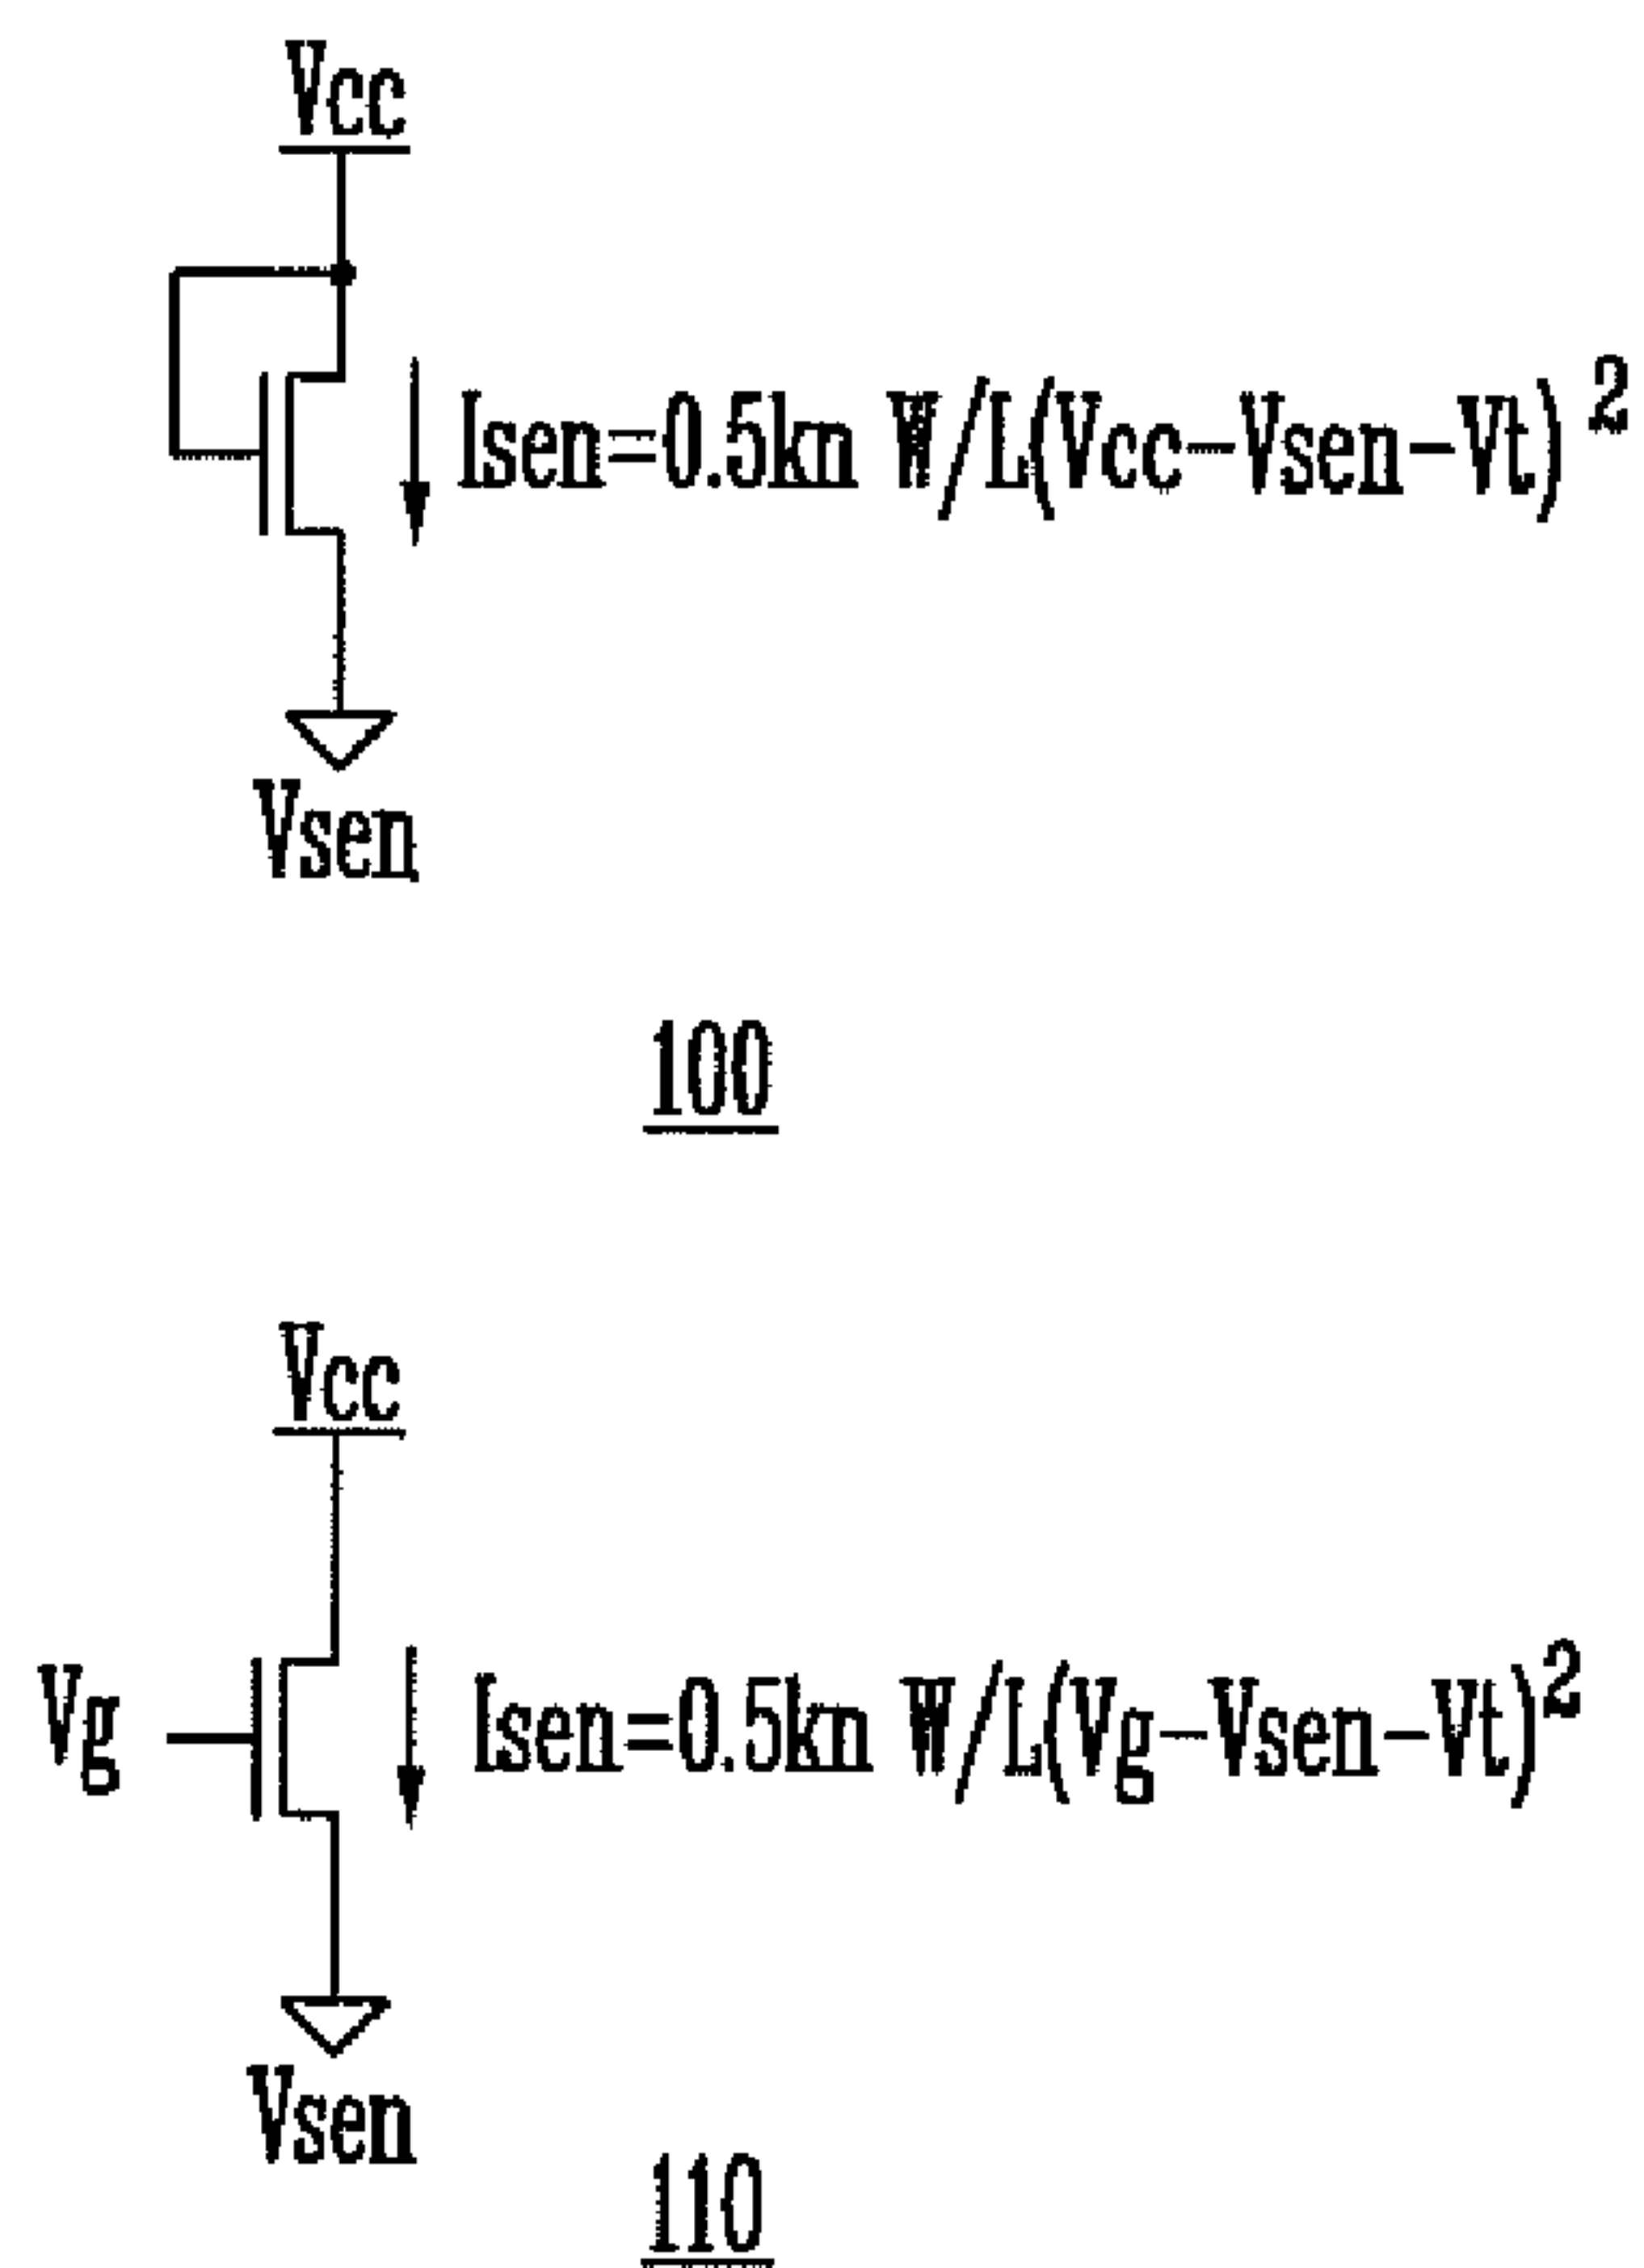 Vcc
Isen=0.5kn W/L(Vcc-Vsen-Vt)²
Vsen
100
Vcc
Vg
Isen=0.5kn W/L(Vg-Vsen-Vt)²
Vsen
110